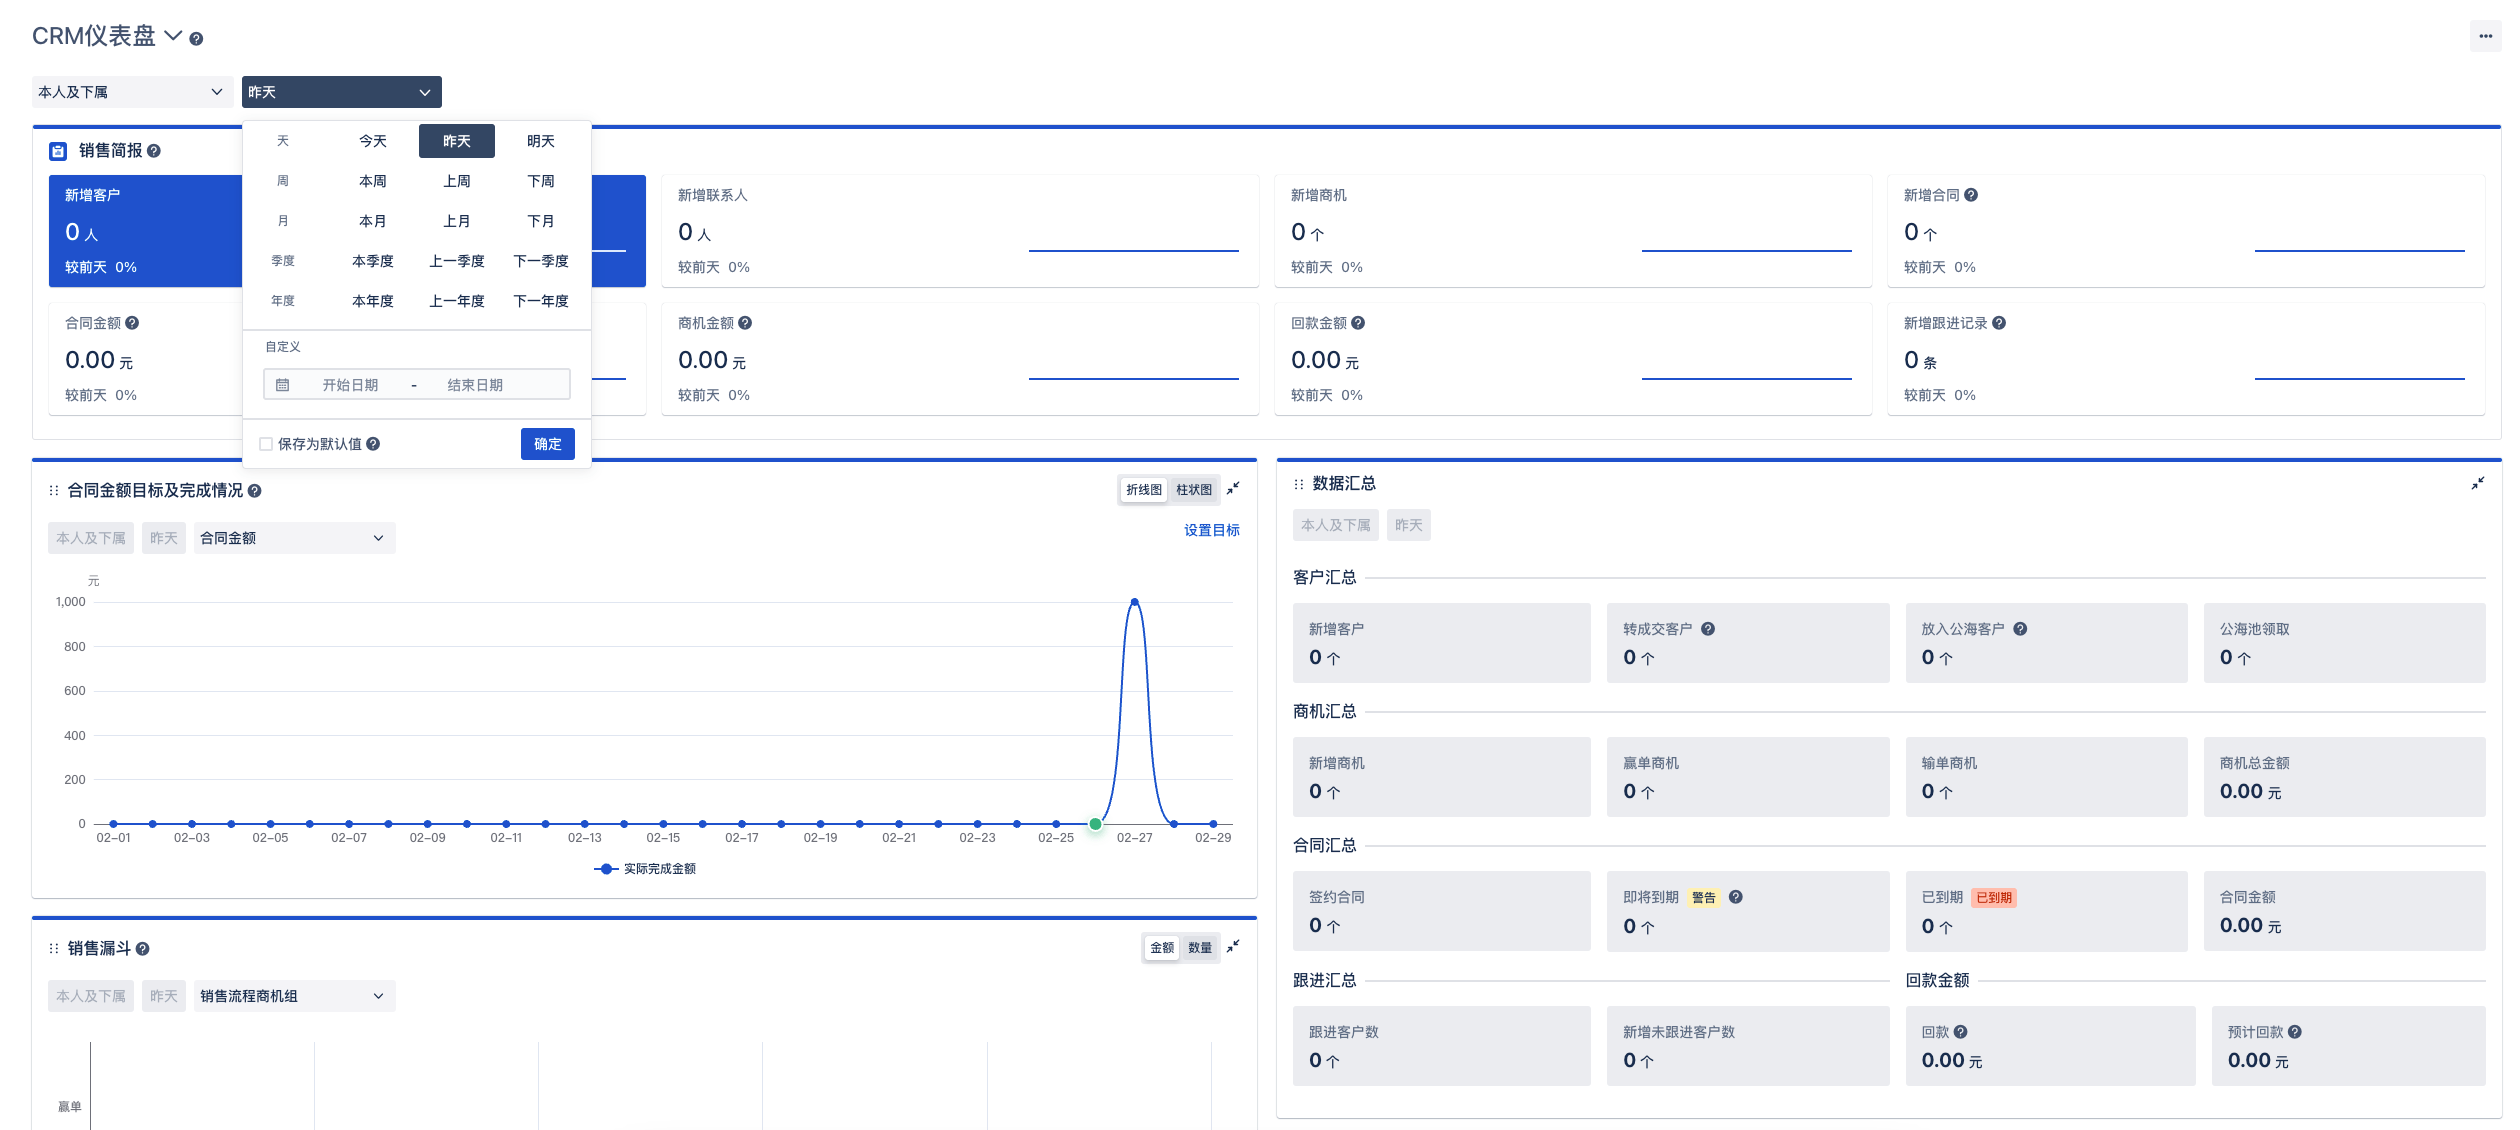 CRM仪表盘
本人及下属
昨天
天 今天 昨天 明天
周 本周 上周 下周
月 本月 上月 下月
季度 本季度 上一季度 下一季度
年度 本年度 上一年度 下一年度
自定义
开始日期 - 结束日期
保存为默认值 确定
销售简报
新增客户
0 人
较前天 0%
新增联系人
0 人
较前天 0%
新增商机
0 个
较前天 0%
新增合同
0 个
较前天 0%
合同金额
0.00 元
较前天 0%
商机金额
0.00 元
较前天 0%
回款金额
0.00 元
较前天 0%
新增跟进记录
0 条
较前天 0%
合同金额目标及完成情况
折线图 柱状图
本人及下属 昨天 合同金额
设置目标
元
1,000
800
600
400
200
0
02-01 02-03 02-05 02-07 02-09 02-11 02-13 02-15 02-17 02-19 02-21 02-23 02-25 02-27 02-29
实际完成金额
销售漏斗
金额 数量
本人及下属 昨天 销售流程商机组
赢单
数据汇总
本人及下属 昨天
客户汇总
新增客户
0 个
转成交客户
0 个
放入公海客户
0 个
公海池领取
0 个
商机汇总
新增商机
0 个
赢单商机
0 个
输单商机
0 个
商机总金额
0.00 元
合同汇总
签约合同
0 个
即将到期 警告
0 个
已到期 已到期
0 个
合同金额
0.00 元
跟进汇总
跟进客户数
0 个
新增未跟进客户数
0 个
回款金额
回款
0.00 元
预计回款
0.00 元